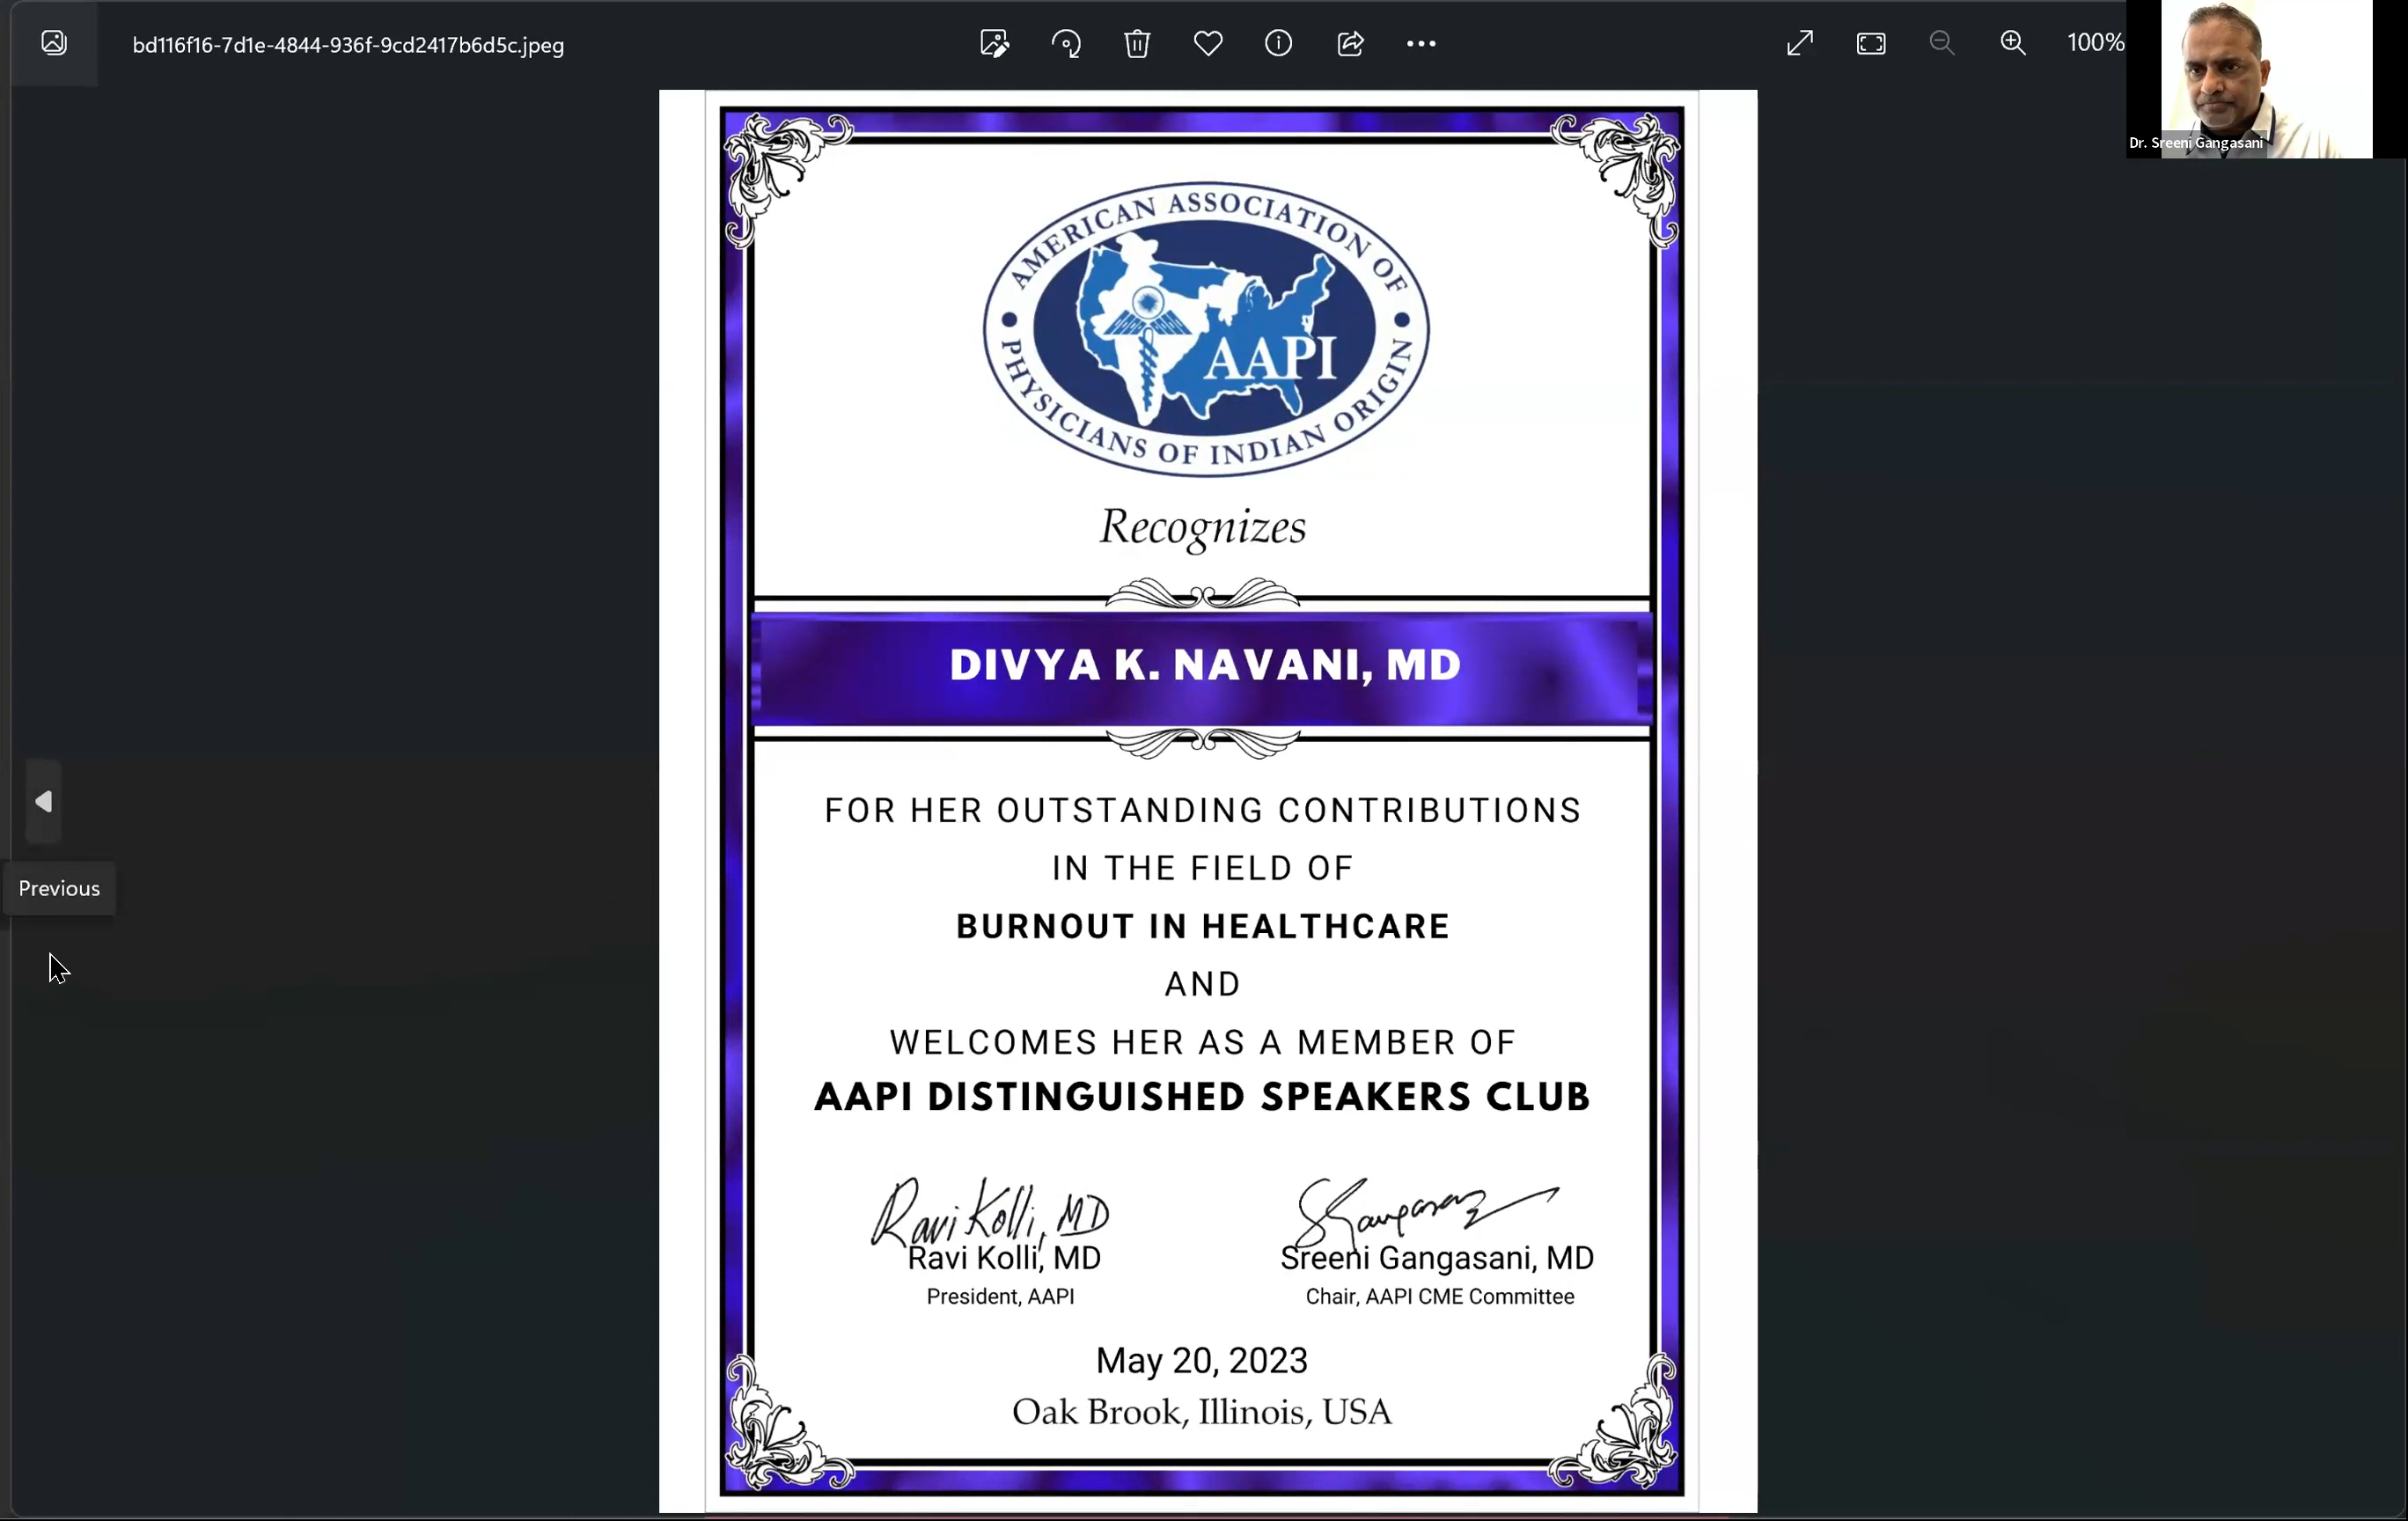 bd116f16-7d1e-4844-936f-9cd2417b6d5c.jpeg
100%
Dr. Sreeni Gangasani
AMERICAN ASSOCIATION OF
PHYSICIANS OF INDIAN ORIGIN
AAPI
Recognizes
DIVYA K. NAVANI, MD
FOR HER OUTSTANDING CONTRIBUTIONS
IN THE FIELD OF
BURNOUT IN HEALTHCARE
AND
WELCOMES HER AS A MEMBER OF
AAPI DISTINGUISHED SPEAKERS CLUB
Ravi Kolli, MD
Ravi Kolli, MD
Sreeni Gangasani, MD
President, AAPI
Chair, AAPI CME Committee
May 20, 2023
Oak Brook, Illinois, USA
Previous